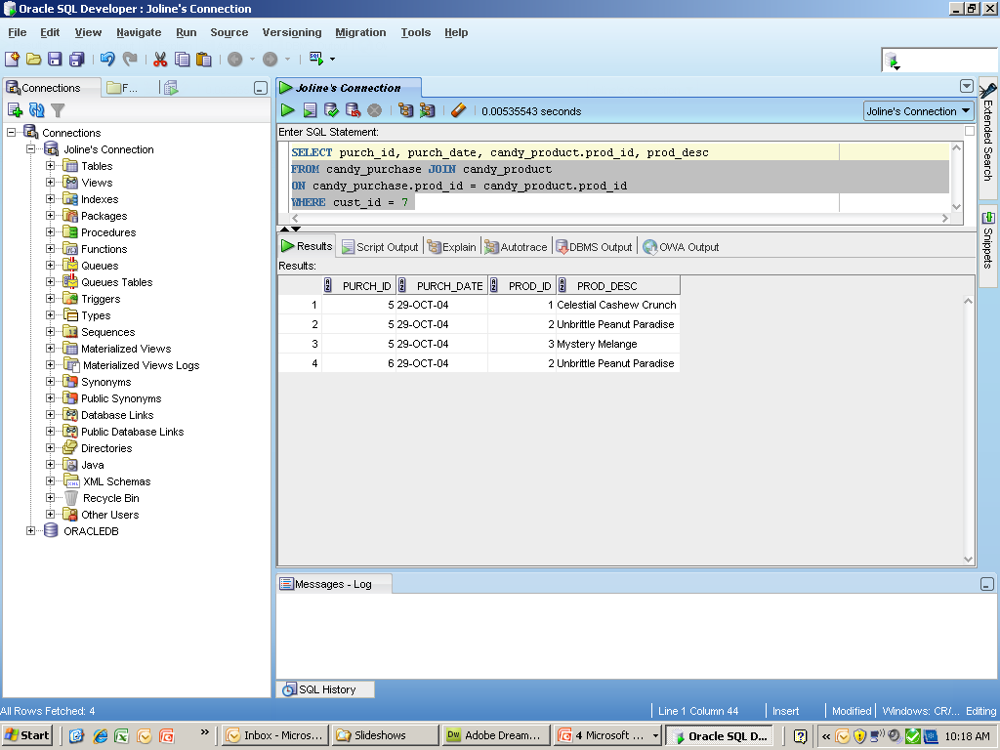 Oracle SQL Developer : Joline's Connection
File Edit View Navigate Run Source Versioning Migration Tools Help
Connections
F...
Joline's Connection
0.00535543 seconds
Joline's Connection
Enter SQL Statement:
SELECT purch_id, purch_date, candy_product.prod_id, prod_desc
FROM candy_purchase JOIN candy_product
ON candy_purchase.prod_id = candy_product.prod_id
WHERE cust_id = 7
Results Script Output Explain Autotrace DBMS Output OWA Output
Results:
PURCH_ID PURCH_DATE PROD_ID PROD_DESC
1 5 29-OCT-04 1 Celestial Cashew Crunch
2 5 29-OCT-04 2 Unbrittle Peanut Paradise
3 5 29-OCT-04 3 Mystery Melange
4 6 29-OCT-04 2 Unbrittle Peanut Paradise
Connections
Joline's Connection
Tables
Views
Indexes
Packages
Procedures
Functions
Queues
Queues Tables
Triggers
Types
Sequences
Materialized Views
Materialized Views Logs
Synonyms
Public Synonyms
Database Links
Public Database Links
Directories
Java
XML Schemas
Recycle Bin
Other Users
ORACLEDB
Extended Search
Snippets
Messages - Log
SQL History
All Rows Fetched: 4
Line 1 Column 44 Insert Modified Windows: CR/... Editing
Start
Inbox - Micros...
Slideshows
Adobe Dream...
4 Microsoft ...
Oracle SQL D...
10:18 AM